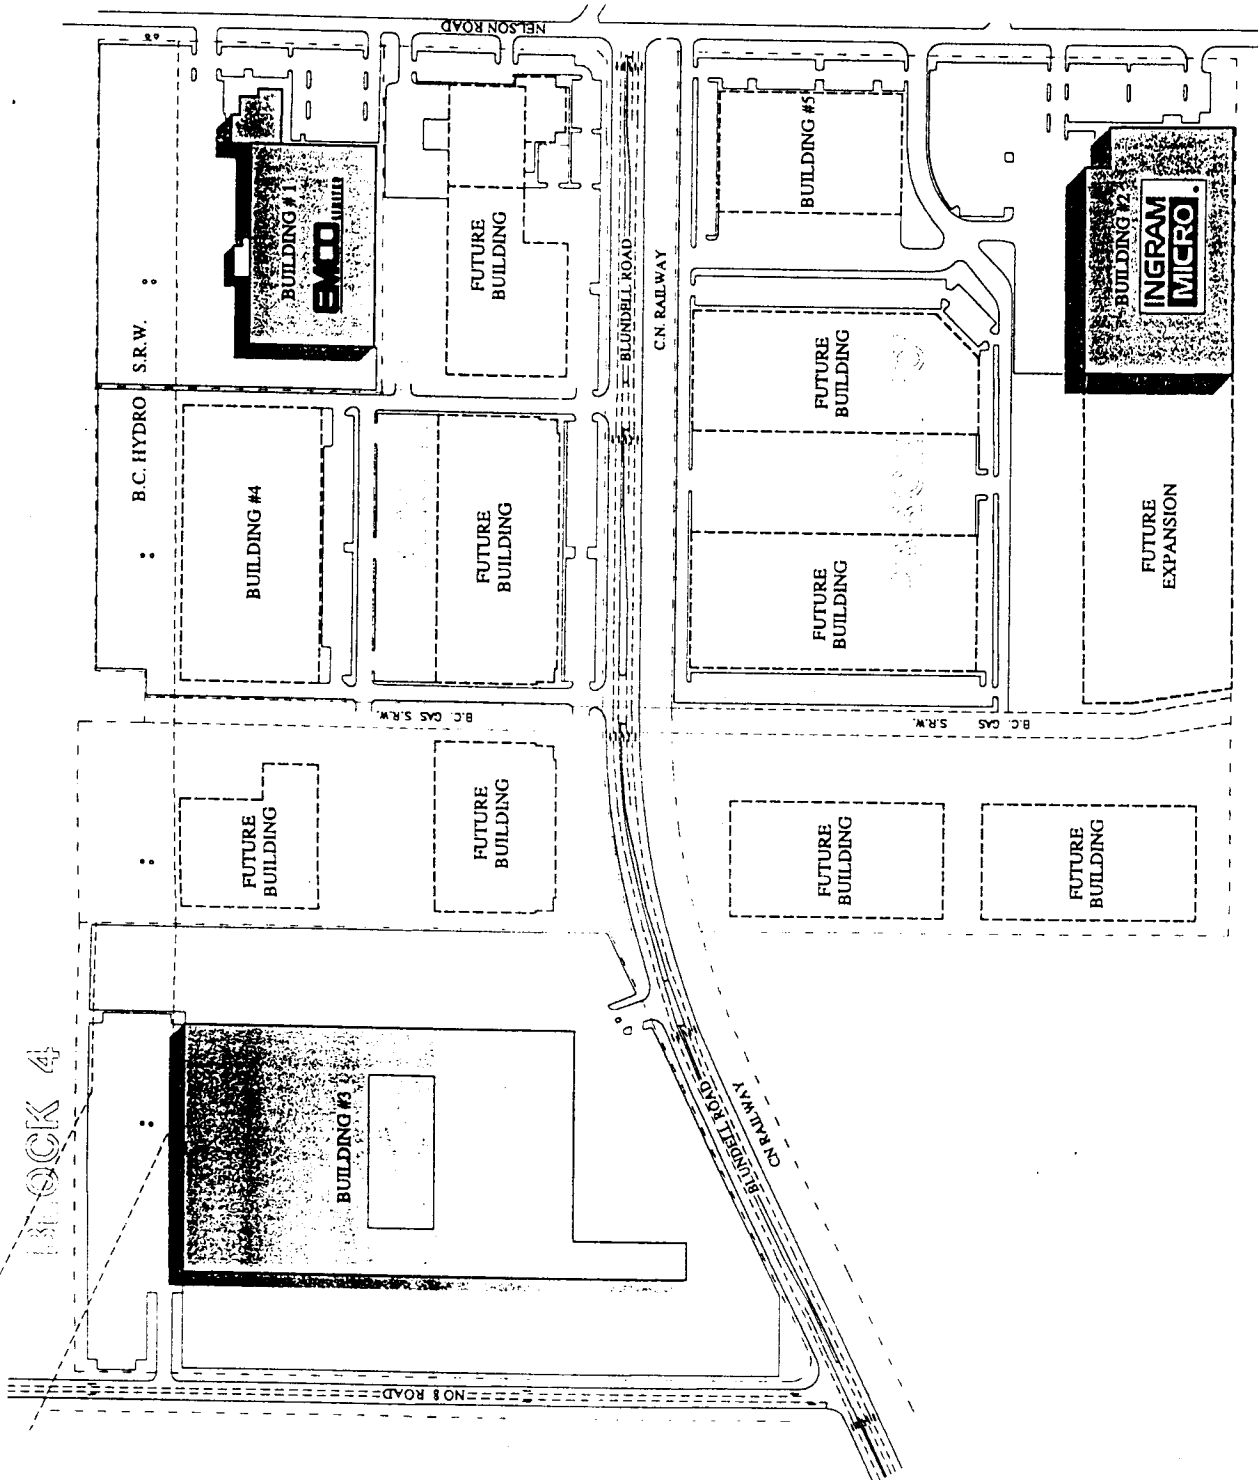 NELSON ROAD
BUILDING # 1
EMCO
LIMITED
FUTURE
BUILDING
BLUNDELL ROAD
C.N. RAILWAY
BUILDING #5
BUILDING #2
INGRAM
MICRO
B.C. HYDRO S.R.W.
BUILDING #4
FUTURE
BUILDING
FUTURE
BUILDING
FUTURE
BUILDING
FUTURE
EXPANSION
B.C. GAS S.R.W.
B.C. GAS S.R.W.
FUTURE
BUILDING
FUTURE
BUILDING
FUTURE
BUILDING
FUTURE
BUILDING
BLOCK 4
BUILDING #3
BLUNDELL ROAD
CN RAILWAY
NO 8 ROAD